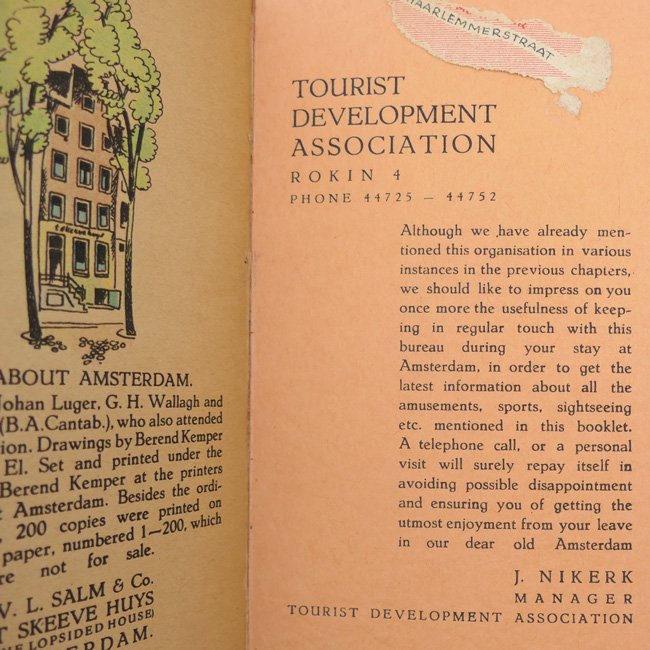 ABOUT AMSTERDAM.
Johan Luger, G. H. Wallagh and
(B.A. Cantab.), who also attended
Drawings by Berend Kemper
El. Set and printed under the
Berend Kemper at the printers
Amsterdam. Besides the ordi-
200 copies were printed on
paper, numbered 1—200, which
not for sale.
V. L. SALM & Co.
SKEEVE HUYS
LOPSIDED HOUSE)
HAARLEMMERSTRAAT
TOURIST
DEVELOPMENT
ASSOCIATION
ROKIN 4
PHONE 44725 — 44752
Although we have already men-
tioned this organisation in various
instances in the previous chapters,
we should like to impress on you
once more the usefulness of keep-
ing in regular touch with this
bureau during your stay at
Amsterdam, in order to get the
latest information about all the
amusements, sports, sightseeing
etc. mentioned in this booklet.
A telephone call, or a personal
visit will surely repay itself in
avoiding possible disappointment
and ensuring you of getting the
utmost enjoyment from your leave
in our dear old Amsterdam
J. NIKERK
MANAGER
TOURIST DEVELOPMENT ASSOCIATION